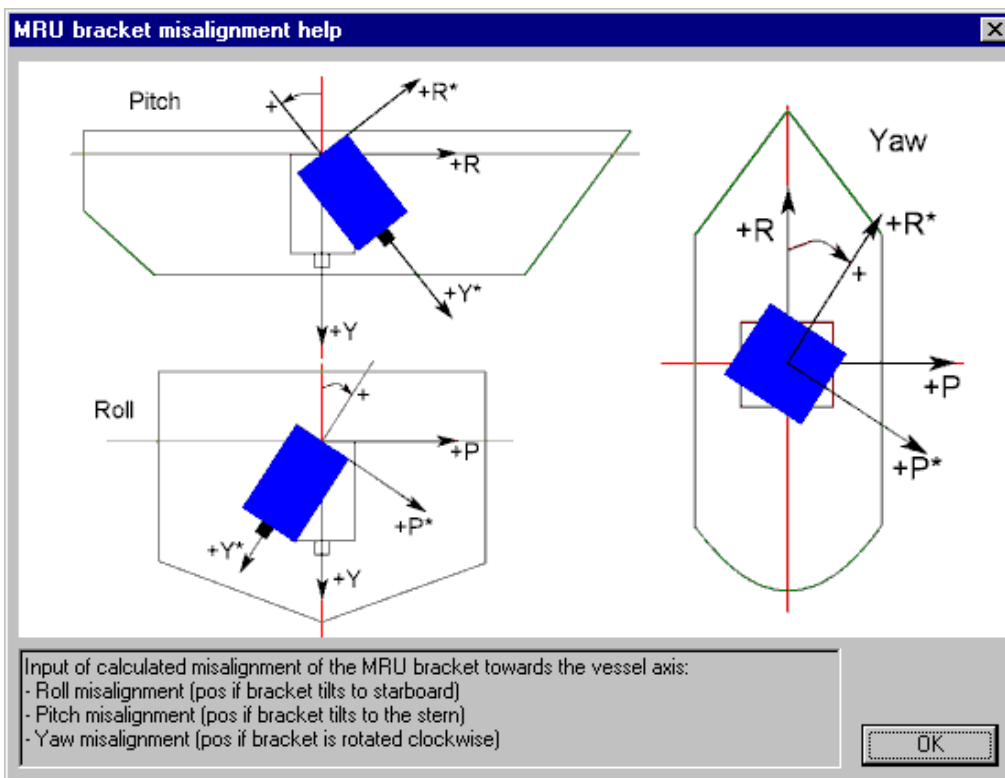 MRU bracket misalignment help
Pitch
+
+R*
+R
+Y*
+Y
Roll
+
+P
+P*
+Y*
+Y
Yaw
+R
+R*
+
+P
+P*
Input of calculated misalignment of the MRU bracket towards the vessel axis:
- Roll misalignment (pos if bracket tilts to starboard)
- Pitch misalignment (pos if bracket tilts to the stern)
- Yaw misalignment (pos if bracket is rotated clockwise)
OK